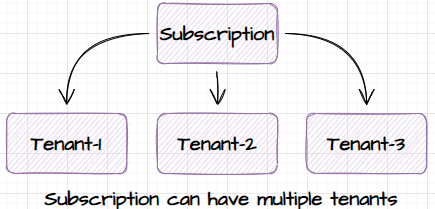 Subscription
Tenant-1 Tenant-2 Tenant-3
Subscription can have multiple tenants